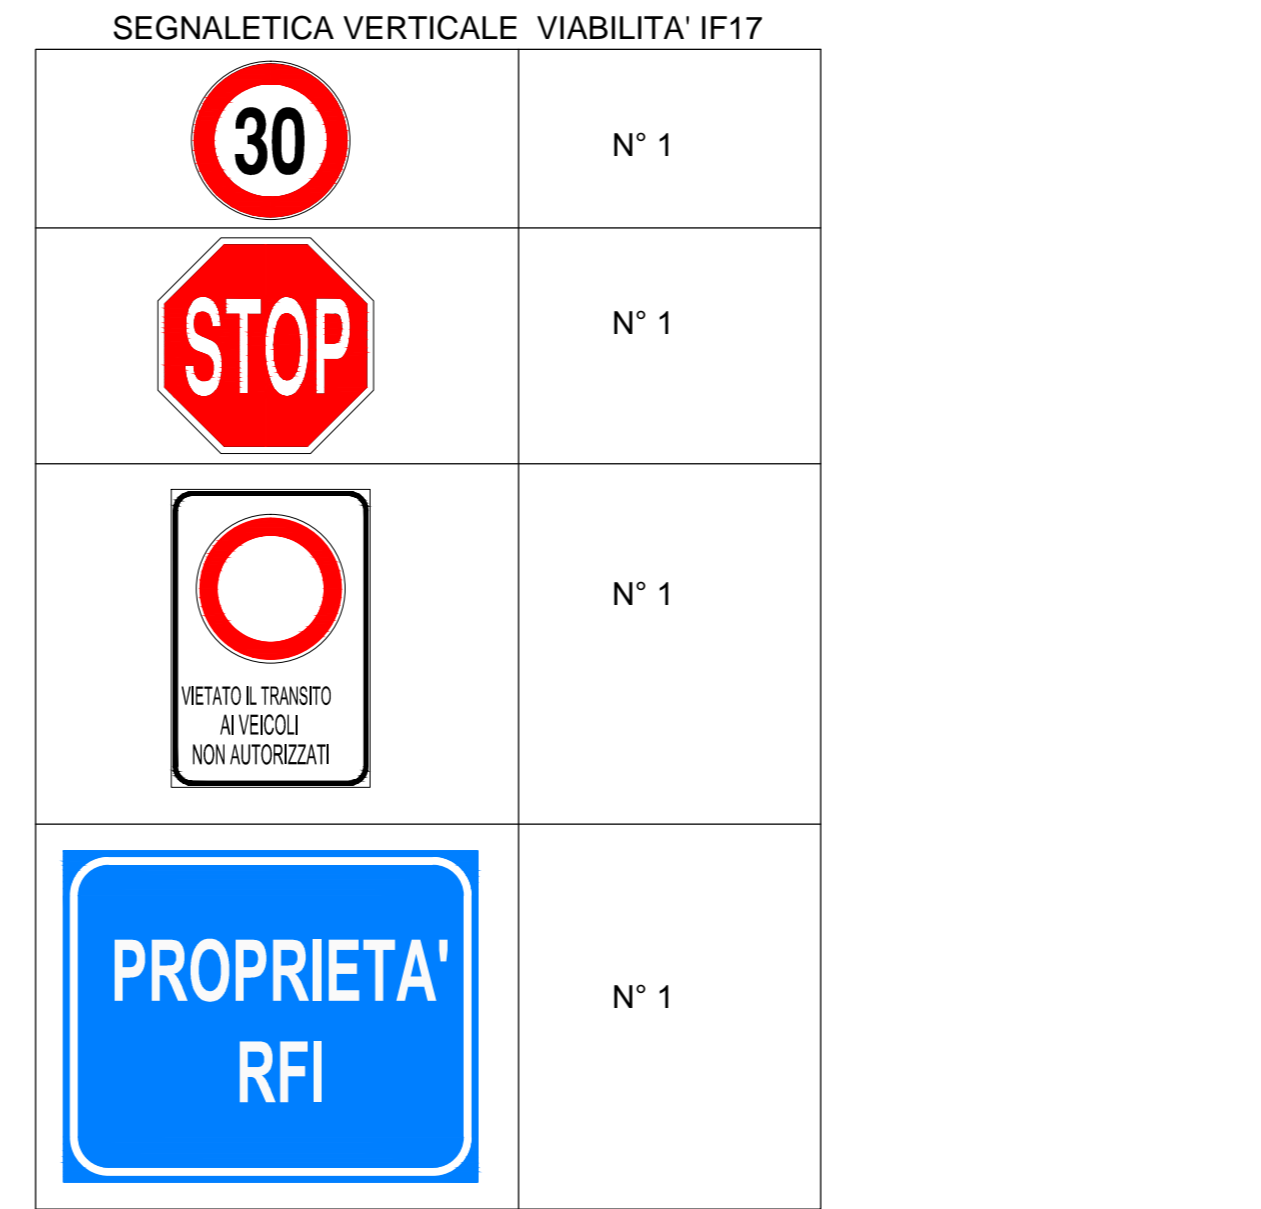 SEGNALETICA VERTICALE VIABILITA' IF17
30
N° 1
STOP
N° 1
VIETATO IL TRANSITO
AI VEICOLI
NON AUTORIZZATI
N° 1
PROPRIETA'
RFI
N° 1